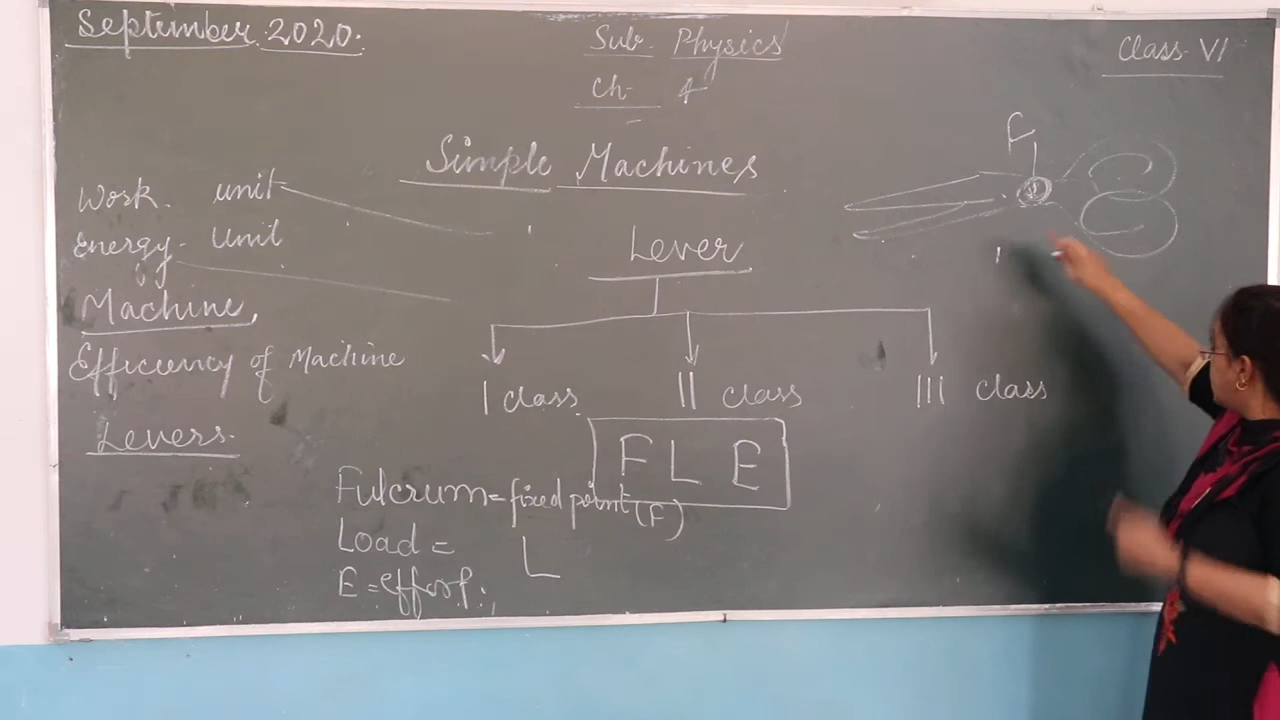 September 2020.
Sub. Physics
Class VI
Ch- 4
Simple Machines
Work. unit
Energy- Unit
Machine,
Efficiency of Machine
Levers.
Lever
I class
II class
III class
F L E
Fulcrum = fixed point (F)
Load = L
E = effort.
F